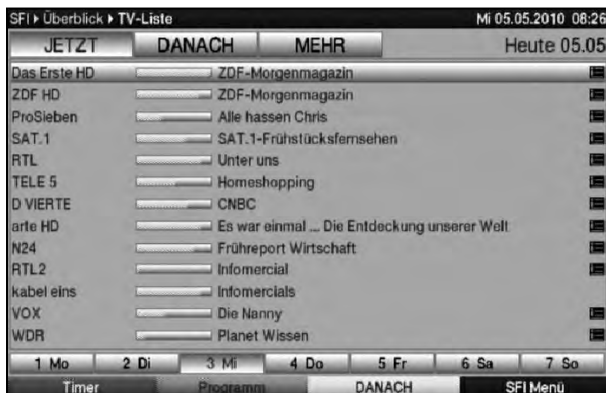 SFI ▸ Überblick ▸ TV-Liste Mi 05.05.2010 08:26
JETZT DANACH MEHR Heute 05.05
Das Erste HD ZDF-Morgenmagazin
ZDF HD ZDF-Morgenmagazin
ProSieben Alle hassen Chris
SAT.1 SAT.1-Frühstücksfernsehen
RTL Unter uns
TELE 5 Homeshopping
D VIERTE CNBC
arte HD Es war einmal ... Die Entdeckung unserer Welt
N24 Frühreport Wirtschaft
RTL2 Infomercial
kabel eins Infomercials
VOX Die Nanny
WDR Planet Wissen
1 Mo 2 Di 3 Mi 4 Do 5 Fr 6 Sa 7 So
Timer Programm DANACH SFI Menü